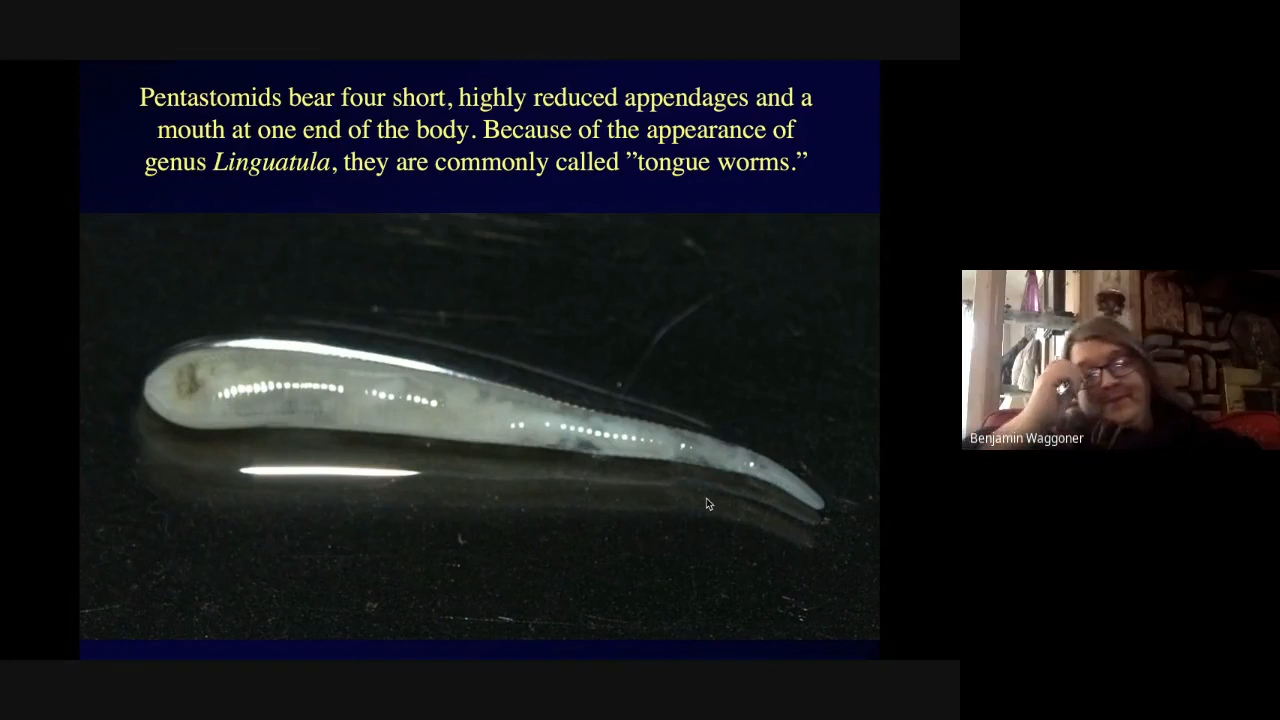 Pentastomids bear four short, highly reduced appendages and a
mouth at one end of the body. Because of the appearance of
genus Linguatula, they are commonly called ”tongue worms.”
Benjamin Waggoner